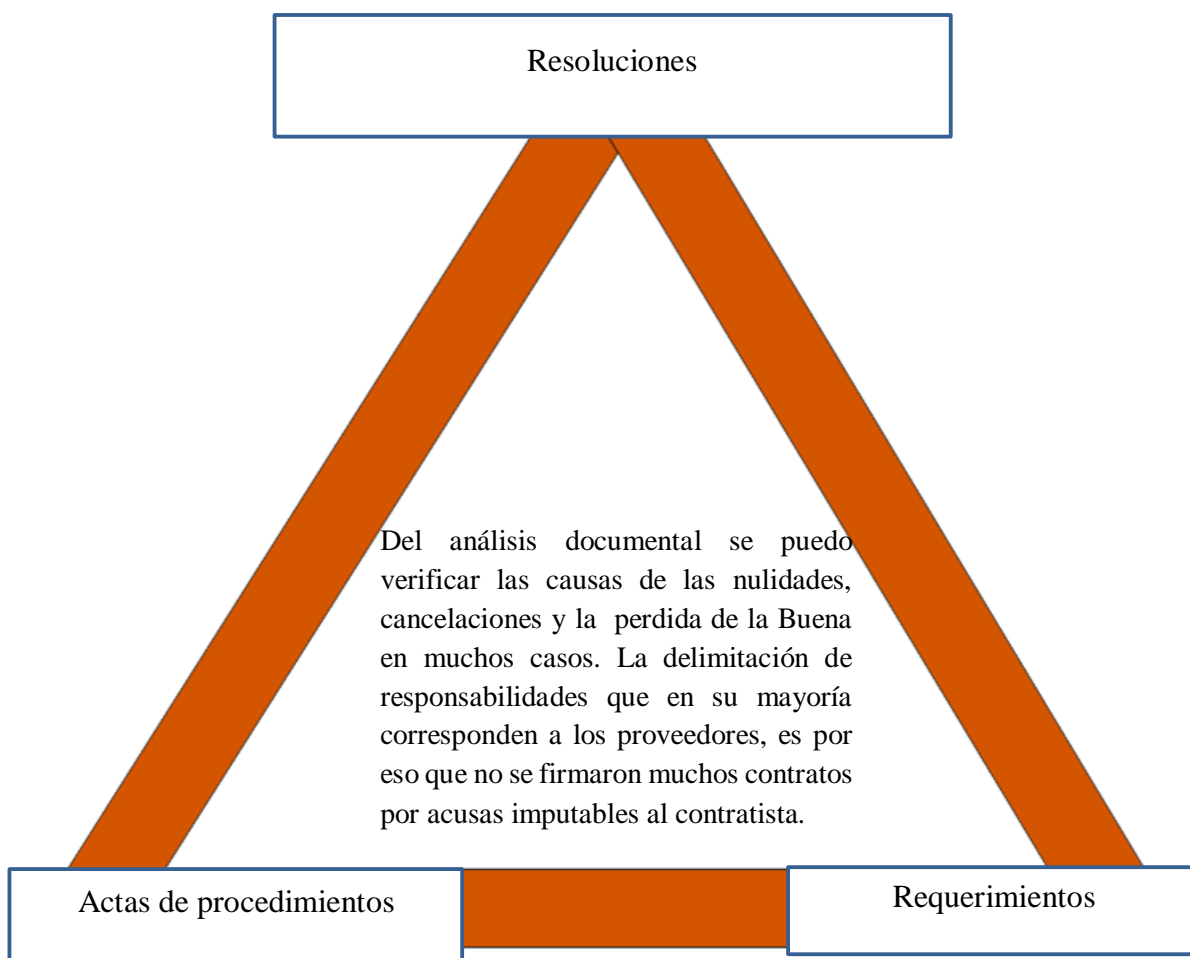 Resoluciones
Del análisis documental se puedo
verificar las causas de las nulidades,
cancelaciones y la perdida de la Buena
en muchos casos. La delimitación de
responsabilidades que en su mayoría
corresponden a los proveedores, es por
eso que no se firmaron muchos contratos
por acusas imputables al contratista.
Actas de procedimientos
Requerimientos